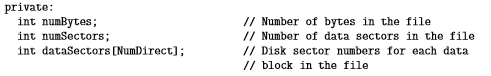 private:
  int numBytes;                    // Number of bytes in the file
  int numSectors;                  // Number of data sectors in the file
  int dataSectors[NumDirect];      // Disk sector numbers for each data
                                   // block in the file